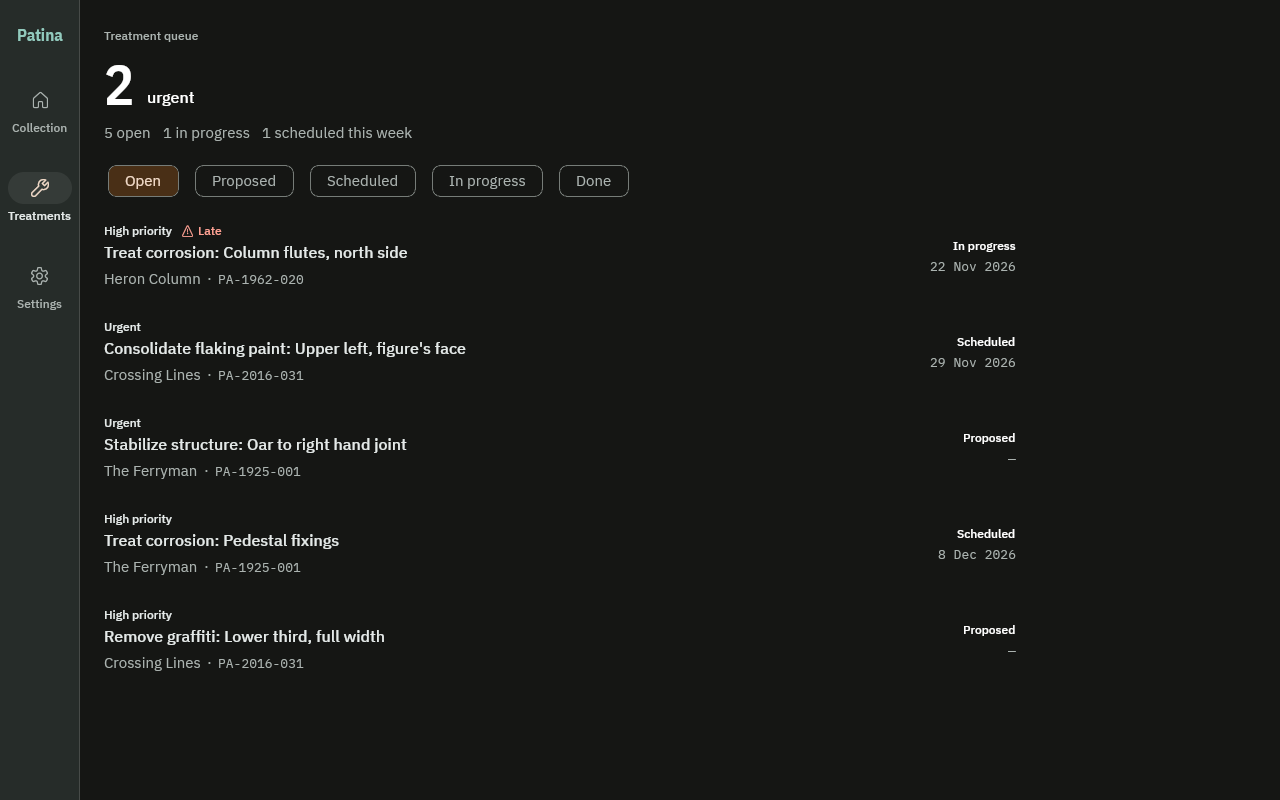 Patina
Collection
Treatments
Settings
Treatment queue
2 urgent
5 open 1 in progress 1 scheduled this week
Open Proposed Scheduled In progress Done
High priority Late
Treat corrosion: Column flutes, north side
Heron Column · PA-1962-020
In progress
22 Nov 2026
Urgent
Consolidate flaking paint: Upper left, figure's face
Crossing Lines · PA-2016-031
Scheduled
29 Nov 2026
Urgent
Stabilize structure: Oar to right hand joint
The Ferryman · PA-1925-001
Proposed
—
High priority
Treat corrosion: Pedestal fixings
The Ferryman · PA-1925-001
Scheduled
8 Dec 2026
High priority
Remove graffiti: Lower third, full width
Crossing Lines · PA-2016-031
Proposed
—